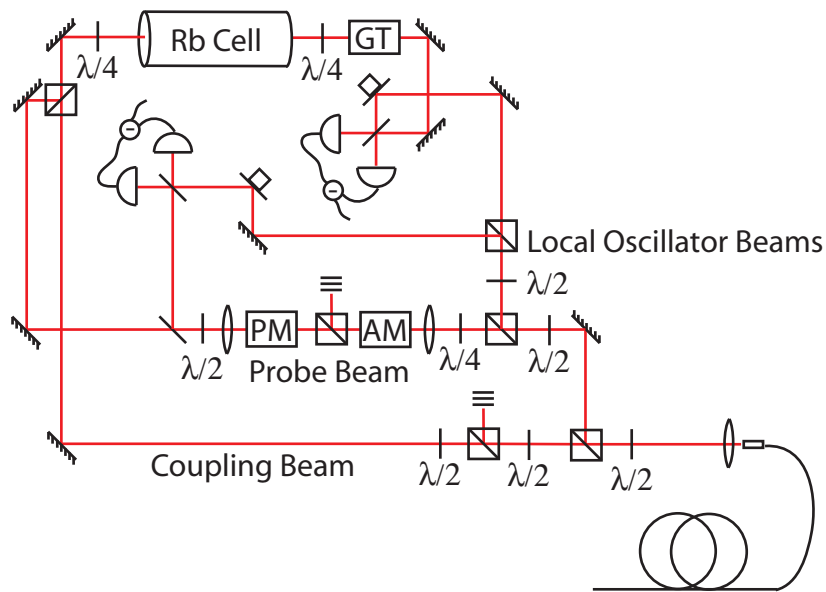 Rb Cell
GT
λ/4
λ/4
Local Oscillator Beams
λ/2
PM
AM
λ/2
λ/4
λ/2
Probe Beam
Coupling Beam
λ/2
λ/2
λ/2